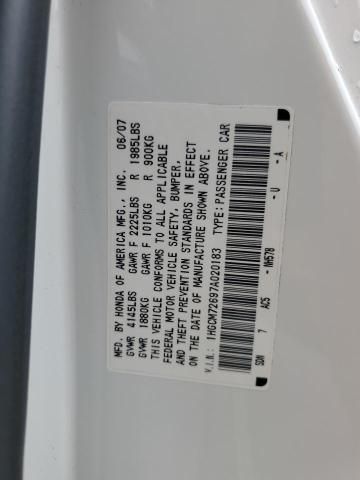 MFD. BY HONDA OF AMERICA MFG., INC. 06/07
GVWR 4145LBS GAWR F 2225LBS R 1985LBS
GVWR 1880KG GAWR F 1010KG R 900KG
THIS VEHICLE CONFORMS TO ALL APPLICABLE
FEDERAL MOTOR VEHICLE SAFETY, BUMPER,
AND THEFT PREVENTION STANDARDS IN EFFECT
ON THE DATE OF MANUFACTURE SHOWN ABOVE.
V.I.N.: 1HGCM72697A020183 TYPE: PASSENGER CAR
SDN ACS - NH578 - U - A
7